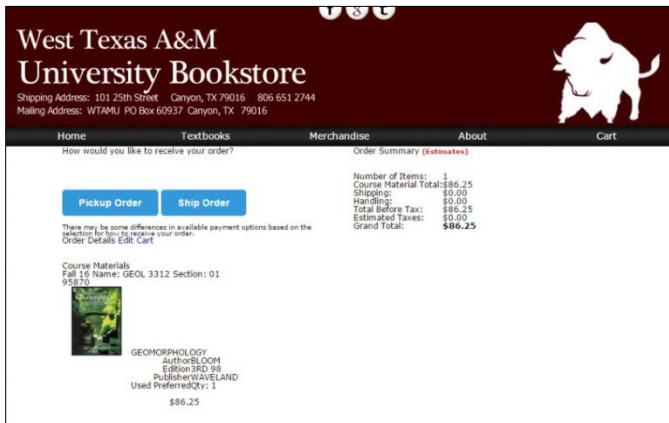 f 8 t
West Texas A&M
University Bookstore
Shipping Address: 101 25th Street Canyon, TX 79016 806 651 2744
Mailing Address: WTAMU PO Box 60937 Canyon, TX 79016
Home Textbooks Merchandise About Cart
How would you like to receive your order?
Pickup Order Ship Order
There may be some differences in available payment options based on the
selection for how to receive your order.
Order Details Edit Cart
Course Materials
Fall 16 Name: GEOL 3312 Section: 01
95870
GEOMORPHOLOGY
AuthorBLOOM
Edition3RD 98
PublisherWAVELAND
Used PreferredQty: 1
$86.25
Order Summary (Estimates)
Number of Items: 1
Course Material Total:$86.25
Shipping: $0.00
Handling: $0.00
Total Before Tax: $86.25
Estimated Taxes: $0.00
Grand Total: $86.25